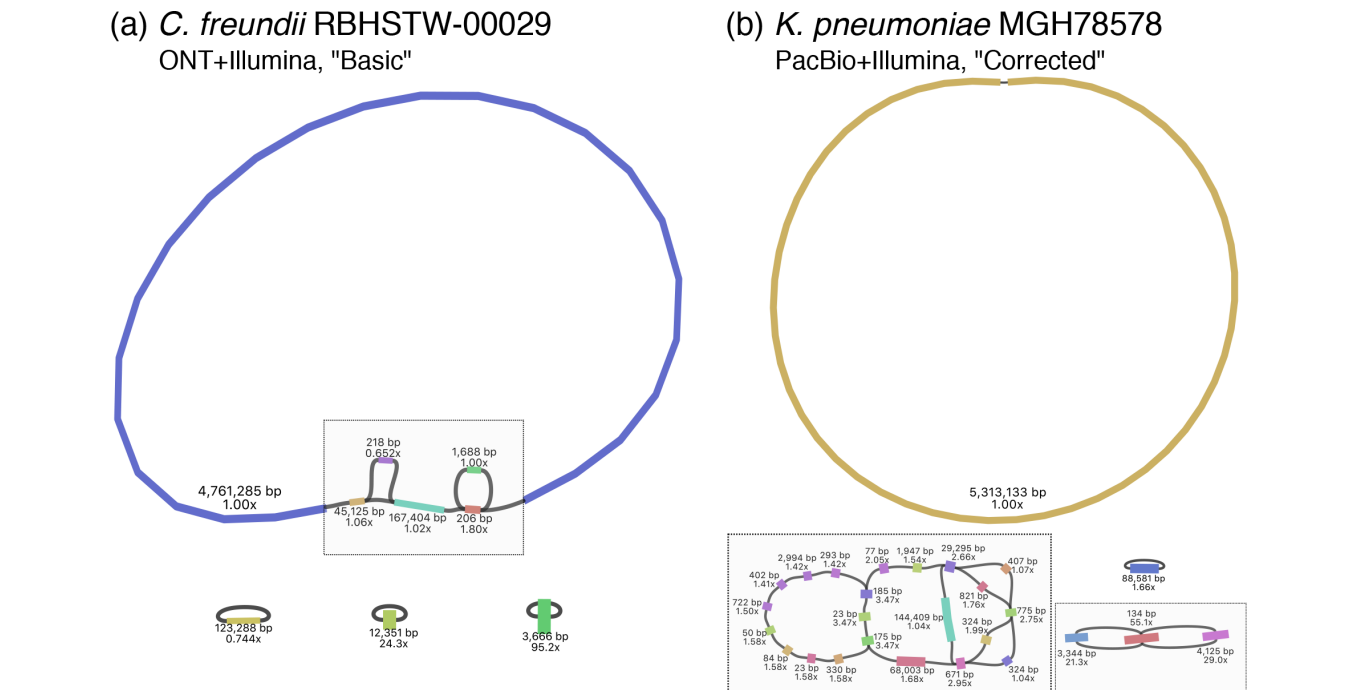 (a) C. freundii RBHSTW-00029
ONT+Illumina, "Basic"
4,761,285 bp
1.00x
218 bp
0.652x
1,688 bp
1.00x
45,125 bp
1.06x
167,404 bp
1.02x
206 bp
1.80x
123,288 bp
0.744x
12,351 bp
24.3x
3,666 bp
95.2x
(b) K. pneumoniae MGH78578
PacBio+Illumina, "Corrected"
5,313,133 bp
1.00x
2,994 bp
1.42x
293 bp
1.42x
77 bp
2.05x
1,947 bp
1.54x
29,295 bp
2.66x
407 bp
1.07x
402 bp
1.41x
185 bp
3.47x
821 bp
1.76x
722 bp
1.50x
23 bp
3.47x
144,409 bp
1.04x
775 bp
2.75x
324 bp
1.99x
50 bp
1.58x
175 bp
3.47x
84 bp
1.58x
23 bp
1.58x
330 bp
1.58x
68,003 bp
1.68x
671 bp
2.95x
324 bp
1.04x
88,581 bp
1.66x
134 bp
55.1x
3,344 bp
21.3x
4,125 bp
29.0x